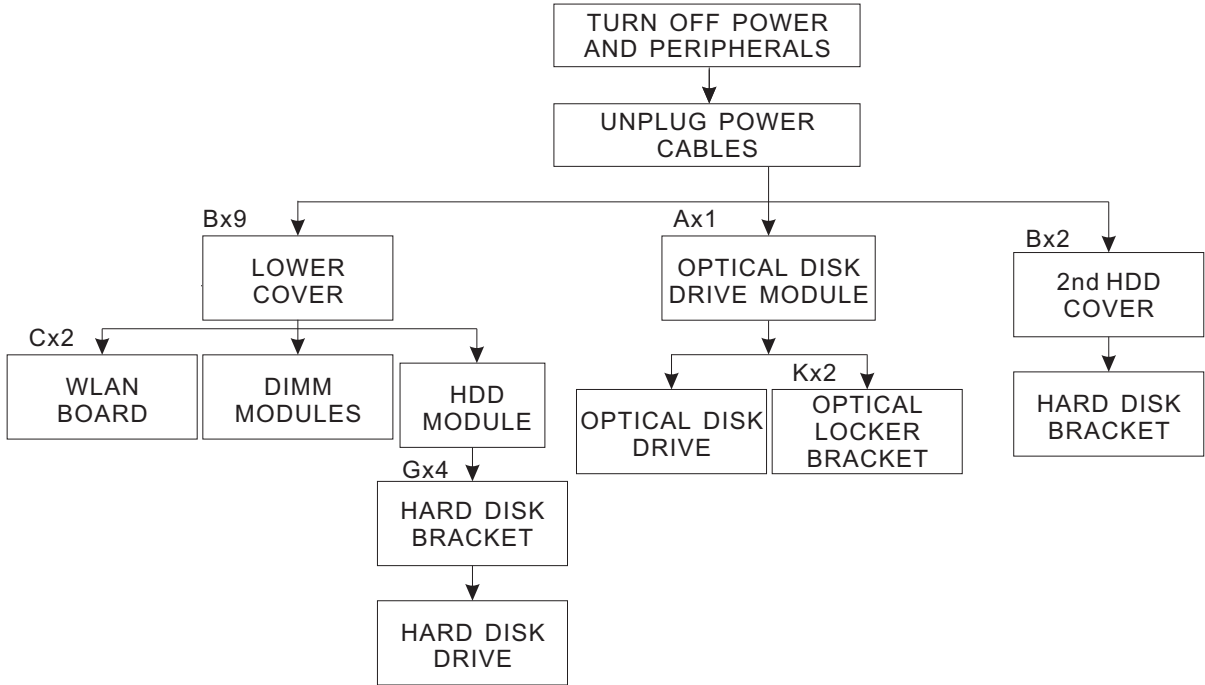 TURN OFF POWER
AND PERIPHERALS
UNPLUG POWER
CABLES
Bx9
LOWER
COVER
Ax1
OPTICAL DISK
DRIVE MODULE
Bx2
2nd HDD
COVER
Cx2
WLAN
BOARD
DIMM
MODULES
HDD
MODULE
OPTICAL DISK
DRIVE
Kx2
OPTICAL
LOCKER
BRACKET
HARD DISK
BRACKET
Gx4
HARD DISK
BRACKET
HARD DISK
DRIVE